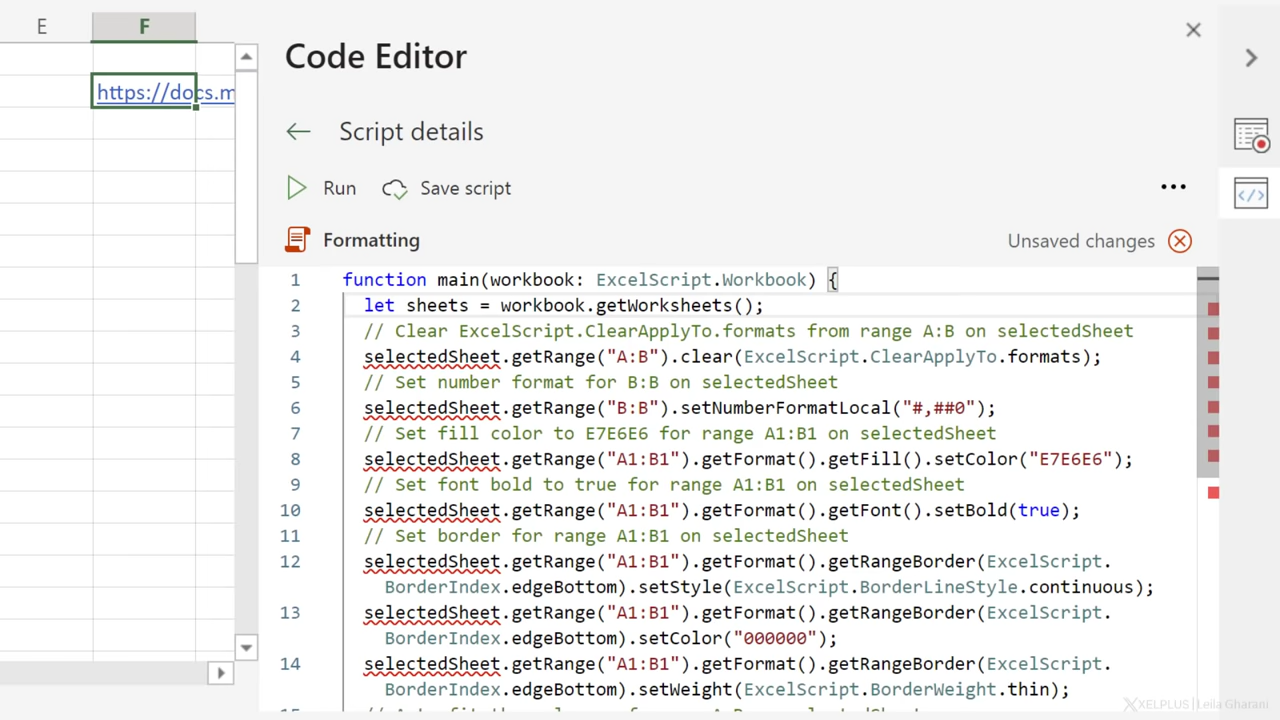 E
F
https://docs.m
Code Editor
Script details
Run
Save script
Formatting
Unsaved changes
1 function main(workbook: ExcelScript.Workbook) {
2 let sheets = workbook.getWorksheets();
3 // Clear ExcelScript.ClearApplyTo.formats from range A:B on selectedSheet
4 selectedSheet.getRange("A:B").clear(ExcelScript.ClearApplyTo.formats);
5 // Set number format for B:B on selectedSheet
6 selectedSheet.getRange("B:B").setNumberFormatLocal("#,##0");
7 // Set fill color to E7E6E6 for range A1:B1 on selectedSheet
8 selectedSheet.getRange("A1:B1").getFormat().getFill().setColor("E7E6E6");
9 // Set font bold to true for range A1:B1 on selectedSheet
10 selectedSheet.getRange("A1:B1").getFormat().getFont().setBold(true);
11 // Set border for range A1:B1 on selectedSheet
12 selectedSheet.getRange("A1:B1").getFormat().getRangeBorder(ExcelScript.
BorderIndex.edgeBottom).setStyle(ExcelScript.BorderLineStyle.continuous);
13 selectedSheet.getRange("A1:B1").getFormat().getRangeBorder(ExcelScript.
BorderIndex.edgeBottom).setColor("000000");
14 selectedSheet.getRange("A1:B1").getFormat().getRangeBorder(ExcelScript.
BorderIndex.edgeBottom).setWeight(ExcelScript.BorderWeight.thin);
XELPLUS | Leila Gharani